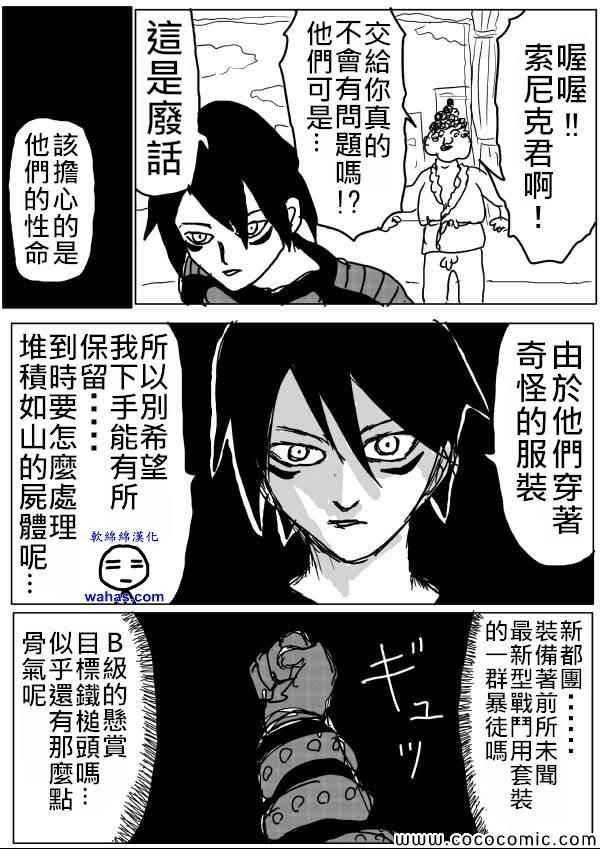 喔喔!!
索尼克君啊!
交給你真的
不會有問題嗎!?
他們可是…
這是廢話
該擔心的是
他們的性命
由於他們穿著
奇怪的服裝
所以別希望
我下手能有所
保留……
到時要怎麼處理
堆積如山的屍體呢…
軟綿綿漢化
wahas.com
新都團……
裝備著前所未聞
最新型戰鬥用套裝
的一群暴徒嗎
ギュッ
B級的懸賞
目標鐵槌頭嗎…
似乎還有那麼點
骨氣呢
www.cococomic.com